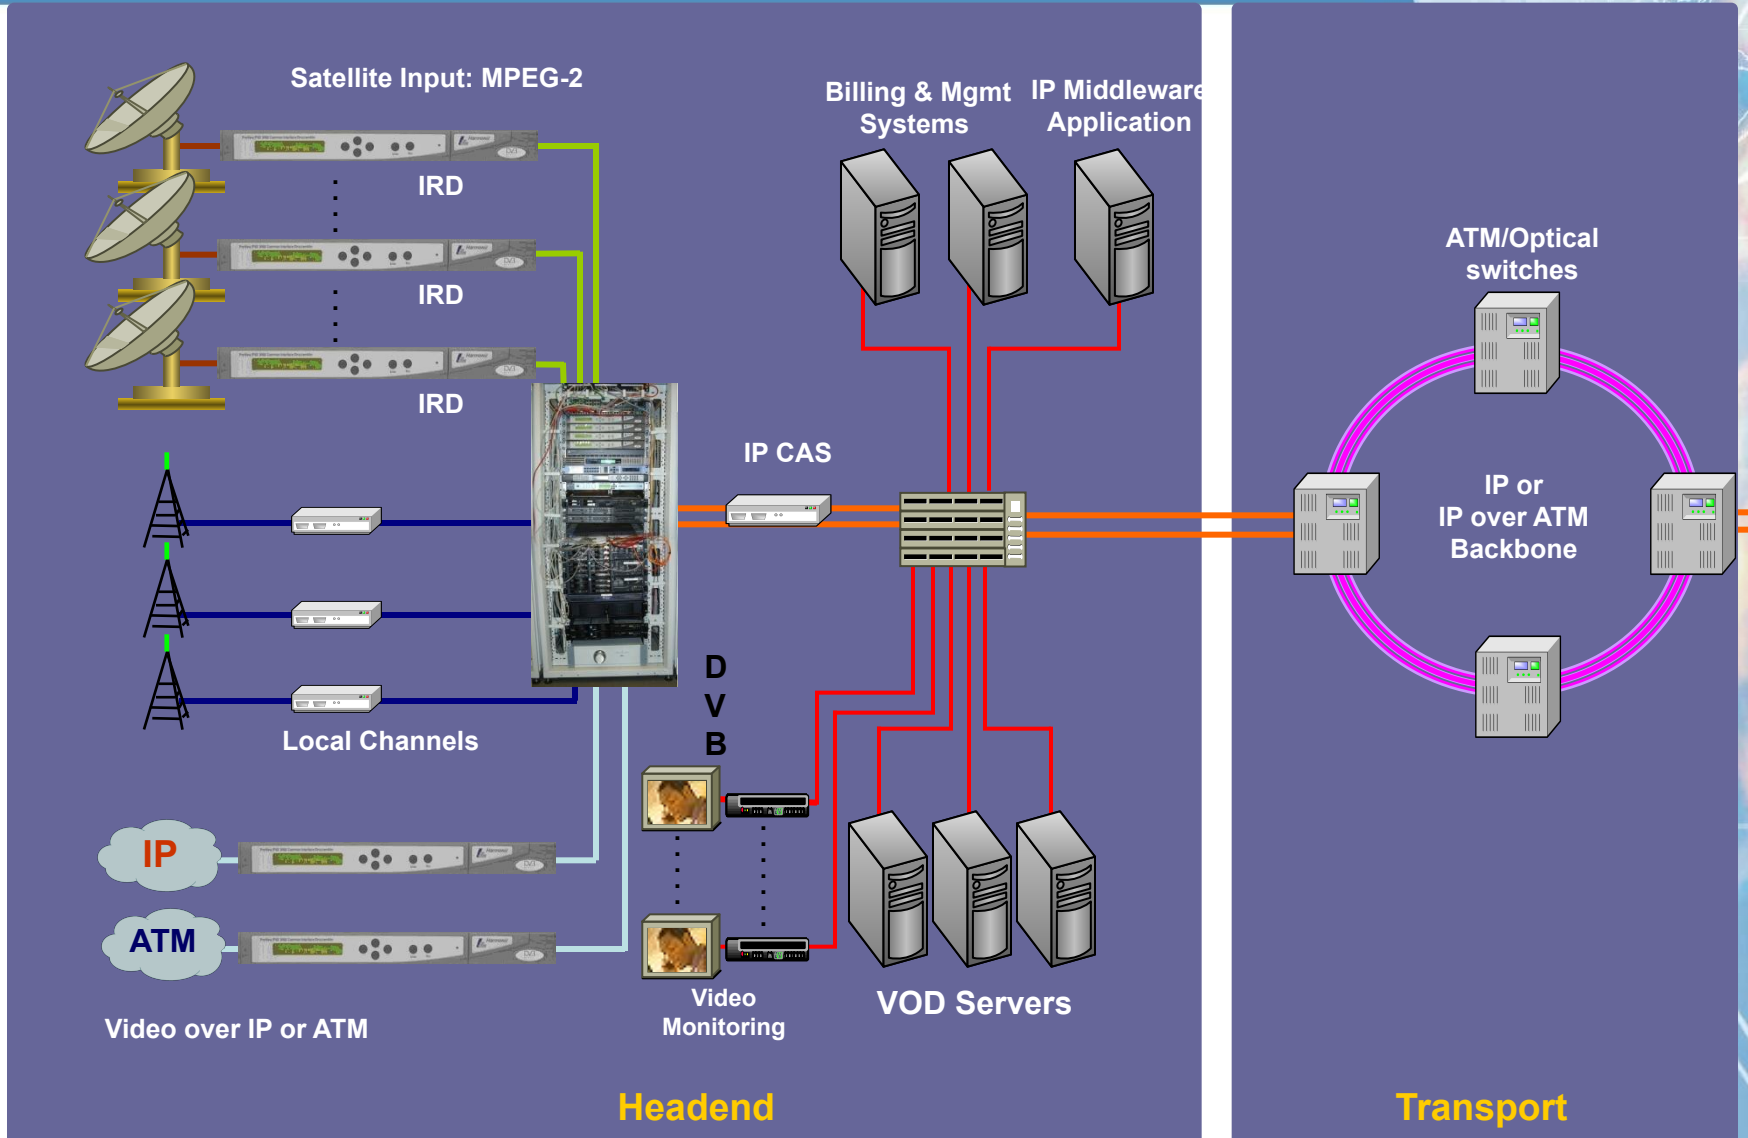 Satellite Input: MPEG-2
IRD
IRD
IRD
Local Channels
IP
ATM
Video over IP or ATM
D
V
B
Video
Monitoring
Billing & Mgmt
Systems
IP Middleware
Application
IP CAS
VOD Servers
Headend
ATM/Optical
switches
IP or
IP over ATM
Backbone
Transport